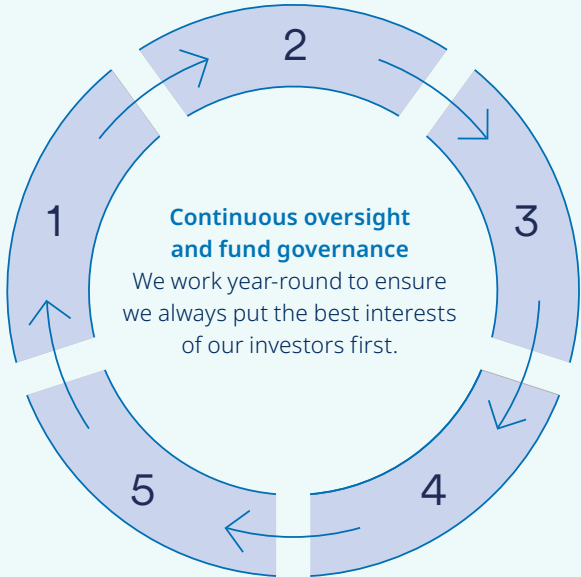 2
1
3
Continuous oversight
and fund governance
We work year-round to ensure
we always put the best interests
of our investors first.
5
4